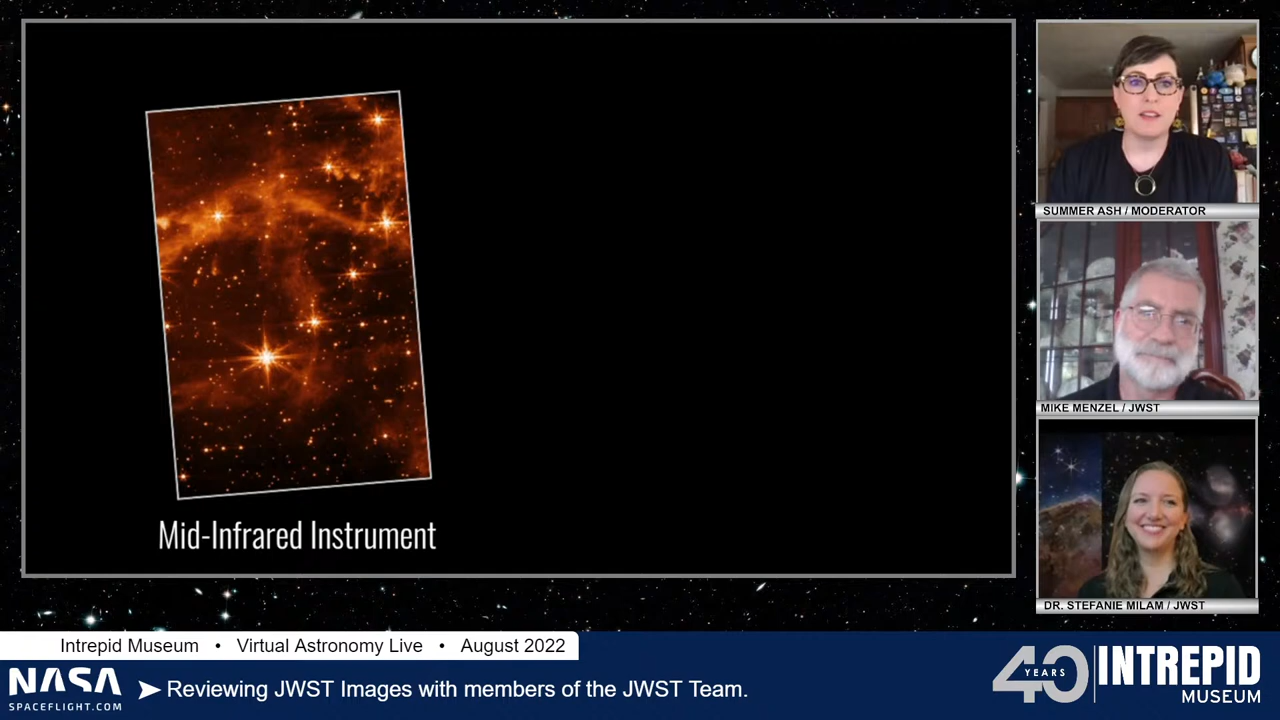 Mid-Infrared Instrument
SUMMER ASH / MODERATOR
MIKE MENZEL / JWST
DR. STEFANIE MILAM / JWST
Intrepid Museum • Virtual Astronomy Live • August 2022
NASA
SPACEFLIGHT.COM
Reviewing JWST Images with members of the JWST Team.
40
YEARS
INTREPID
MUSEUM